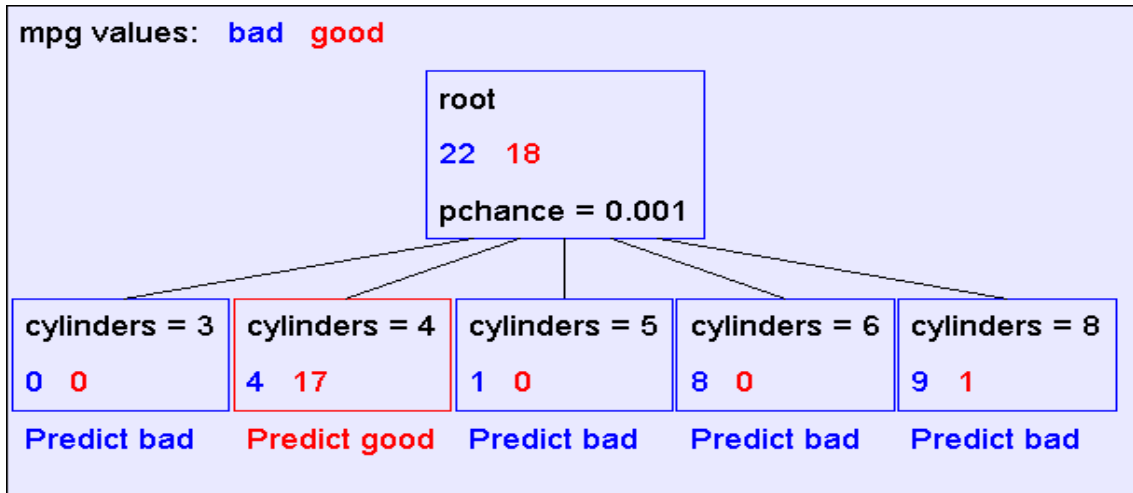 mpg values: bad good
root
22 18
pchance = 0.001
cylinders = 3 cylinders = 4 cylinders = 5 cylinders = 6 cylinders = 8
0 0 4 17 1 0 8 0 9 1
Predict bad Predict good Predict bad Predict bad Predict bad